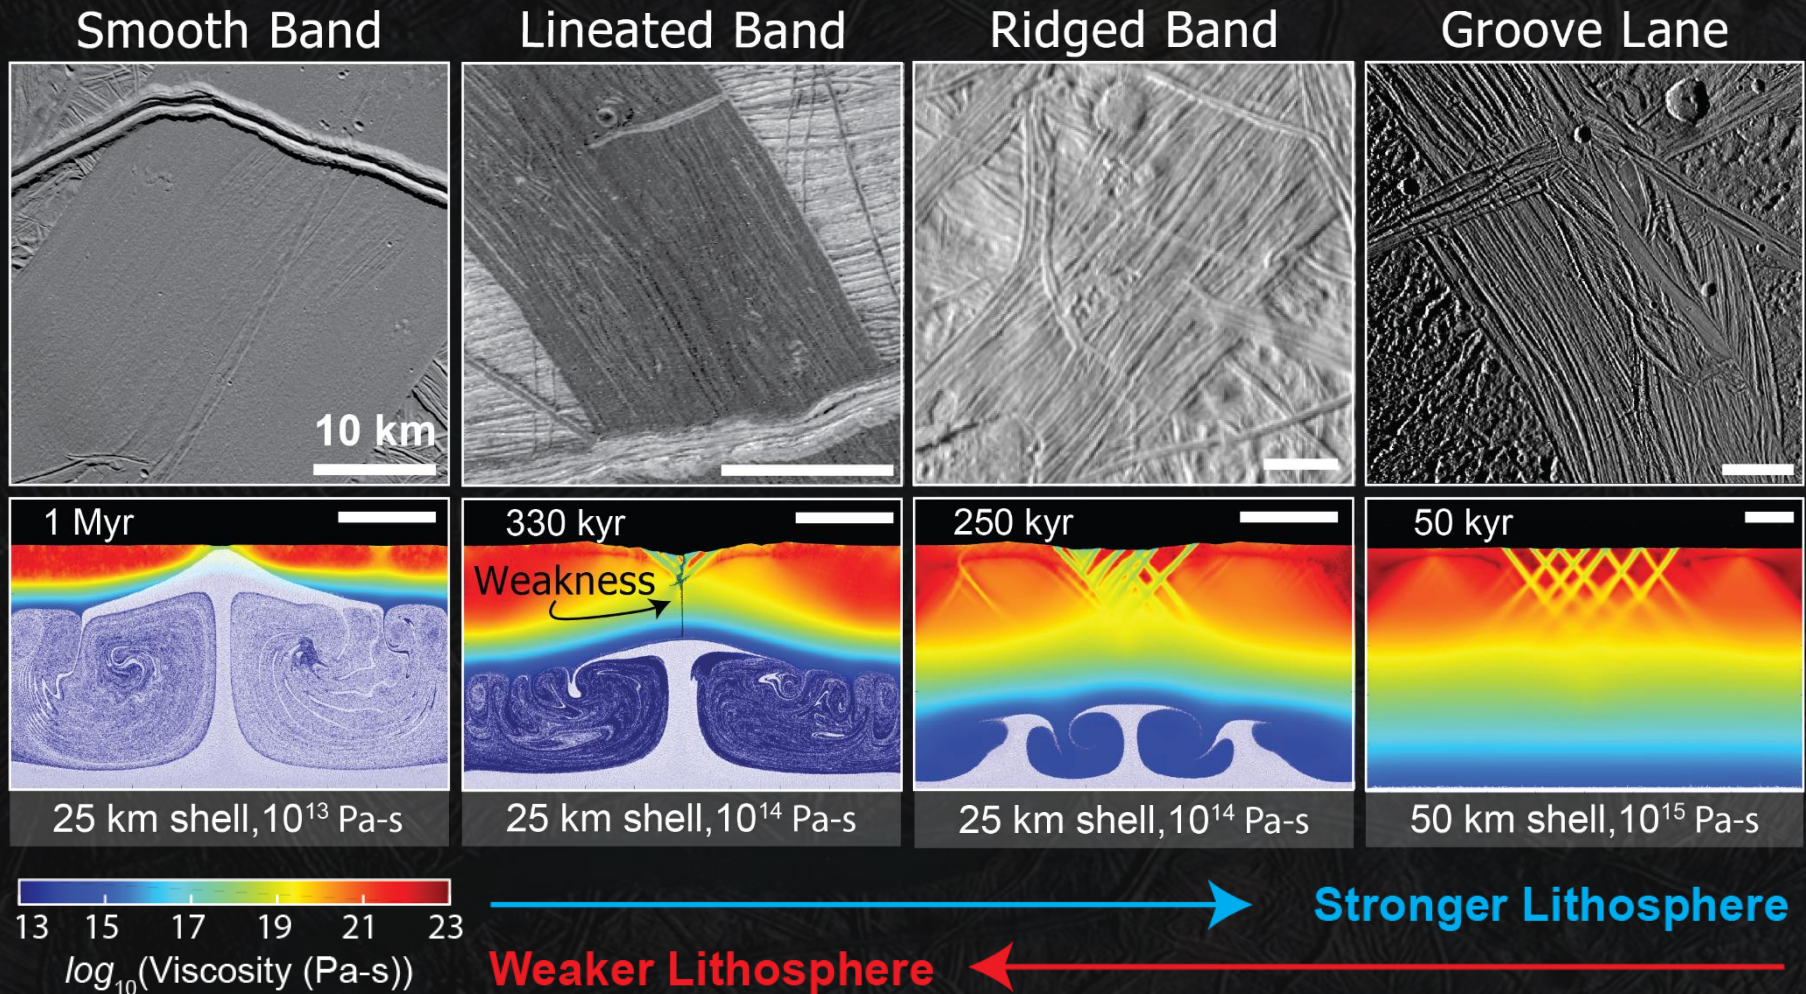 Smooth Band
Lineated Band
Ridged Band
Groove Lane
10 km
1 Myr
330 kyr
250 kyr
50 kyr
Weakness
25 km shell,10¹³ Pa-s
25 km shell,10¹⁴ Pa-s
25 km shell,10¹⁴ Pa-s
50 km shell,10¹⁵ Pa-s
13 15 17 19 21 23
log₁₀(Viscosity (Pa-s))
Stronger Lithosphere
Weaker Lithosphere